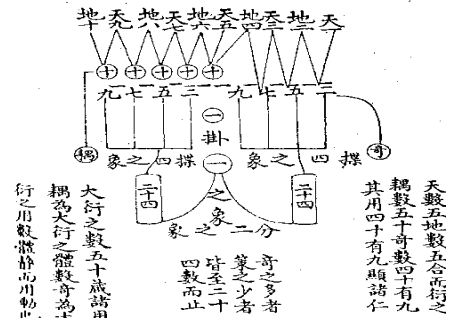 天一
地二
天三
地四
天五
地六
天七
地八
天九
地十
十
十
十
十
十
三五七九
三五七九
奇
耦
一
掛一之象
揲四之象
揲四之象
二十四
二十四
分二之象
天數五地數五合而衍之
耦數五十奇數四十有九
其用四十有九顯諸仁
奇之多者
策之少者
皆至二十
四數而止
大衍之數五十藏諸用
耦為大衍之體數奇為
衍之用數體靜而用動